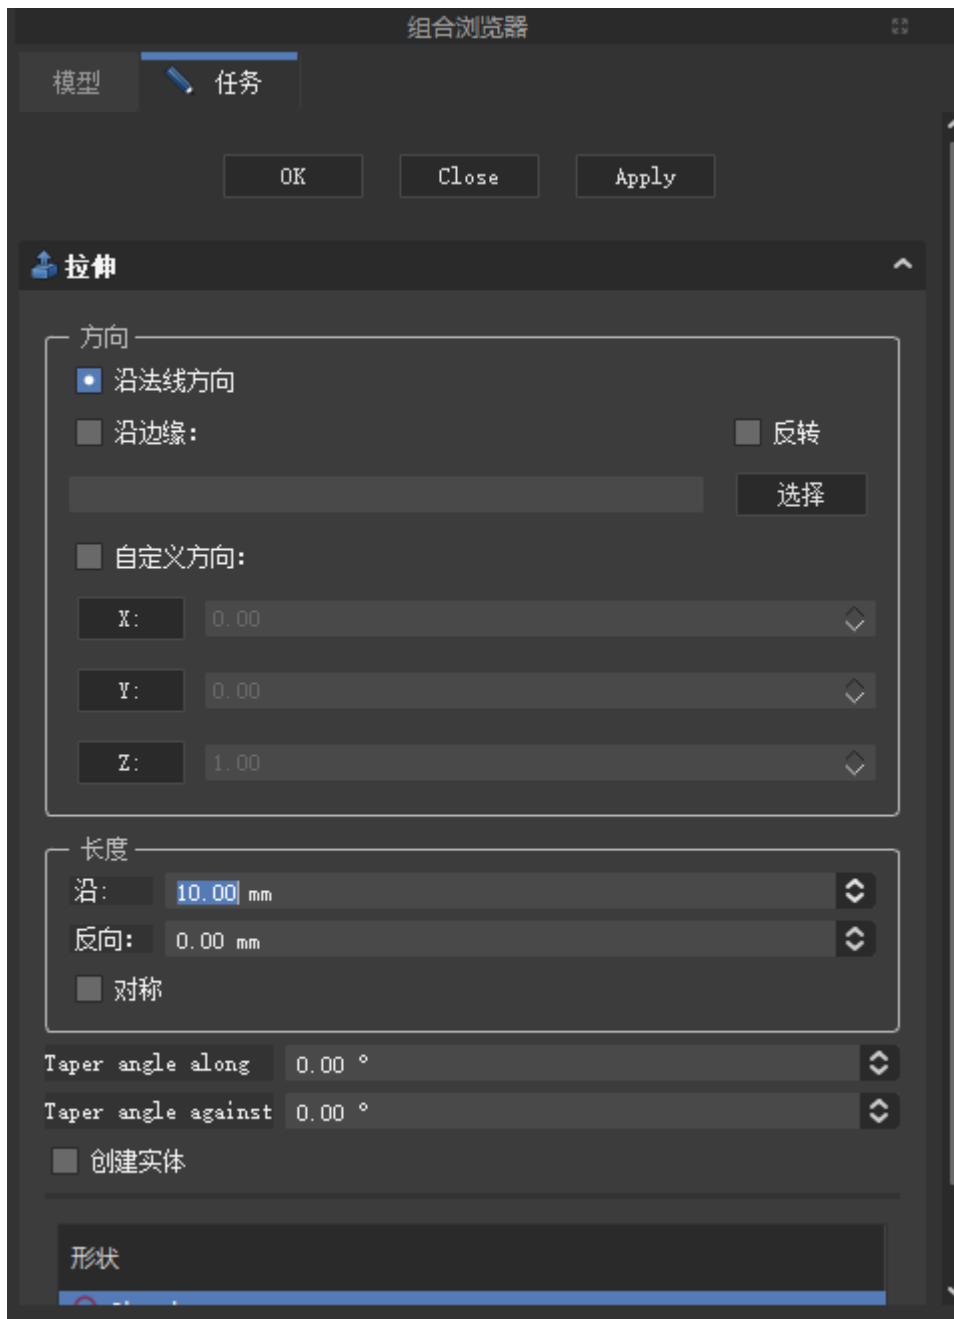 组合浏览器
模型 任务
OK Close Apply
拉伸
方向
沿法线方向
沿边缘: 反转
选择
自定义方向:
X: 0.00
Y: 0.00
Z: 1.00
长度
沿: 10.00 mm
反向: 0.00 mm
对称
Taper angle along 0.00 °
Taper angle against 0.00 °
创建实体
形状